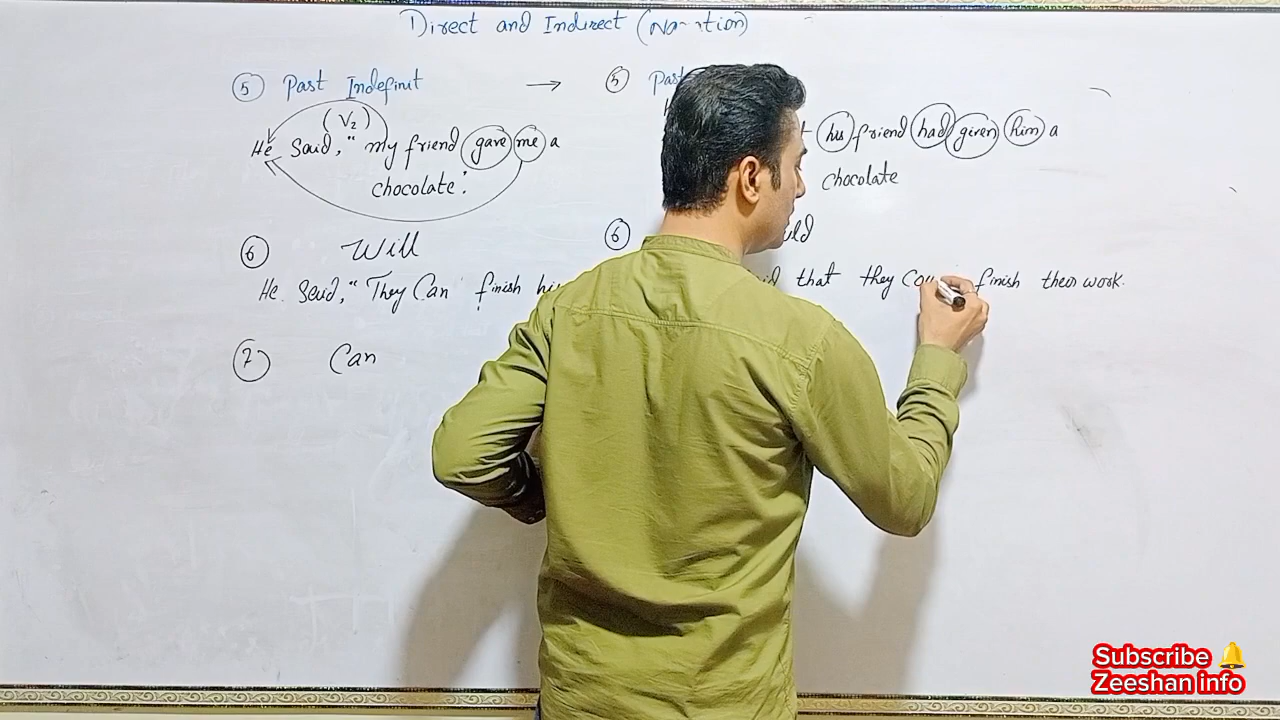 Direct and Indirect (Narration)
5 Past Indefinit → 5 Past
(V2)
He Said, "my friend gave me a
chocolate".
his friend had given him a
chocolate
6 Will 6
He Said, "They Can finish
that they finish their work.
7 Can
Subscribe 🔔
Zeeshan info